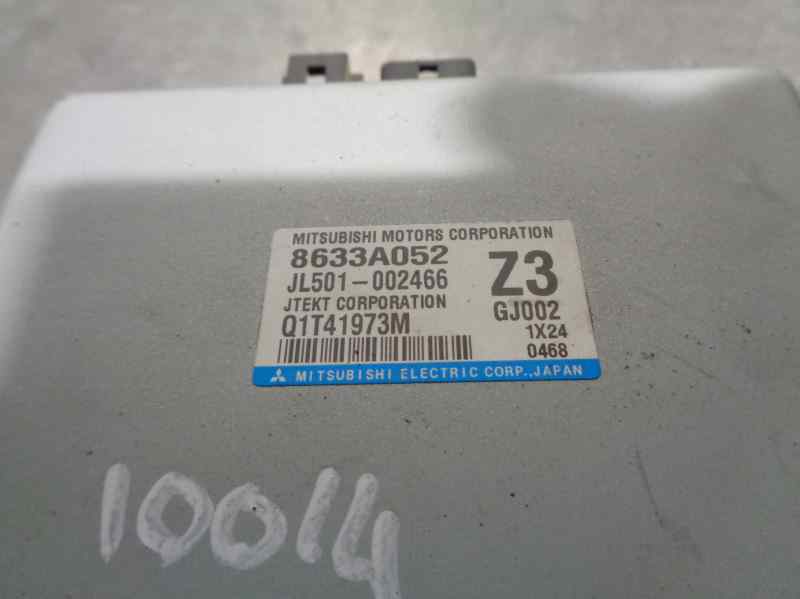 MITSUBISHI MOTORS CORPORATION
8633A052
JL501-002466
Z3
JTEKT CORPORATION
GJ002
Q1T41973M
1X24
0468
MITSUBISHI ELECTRIC CORP., JAPAN
10014